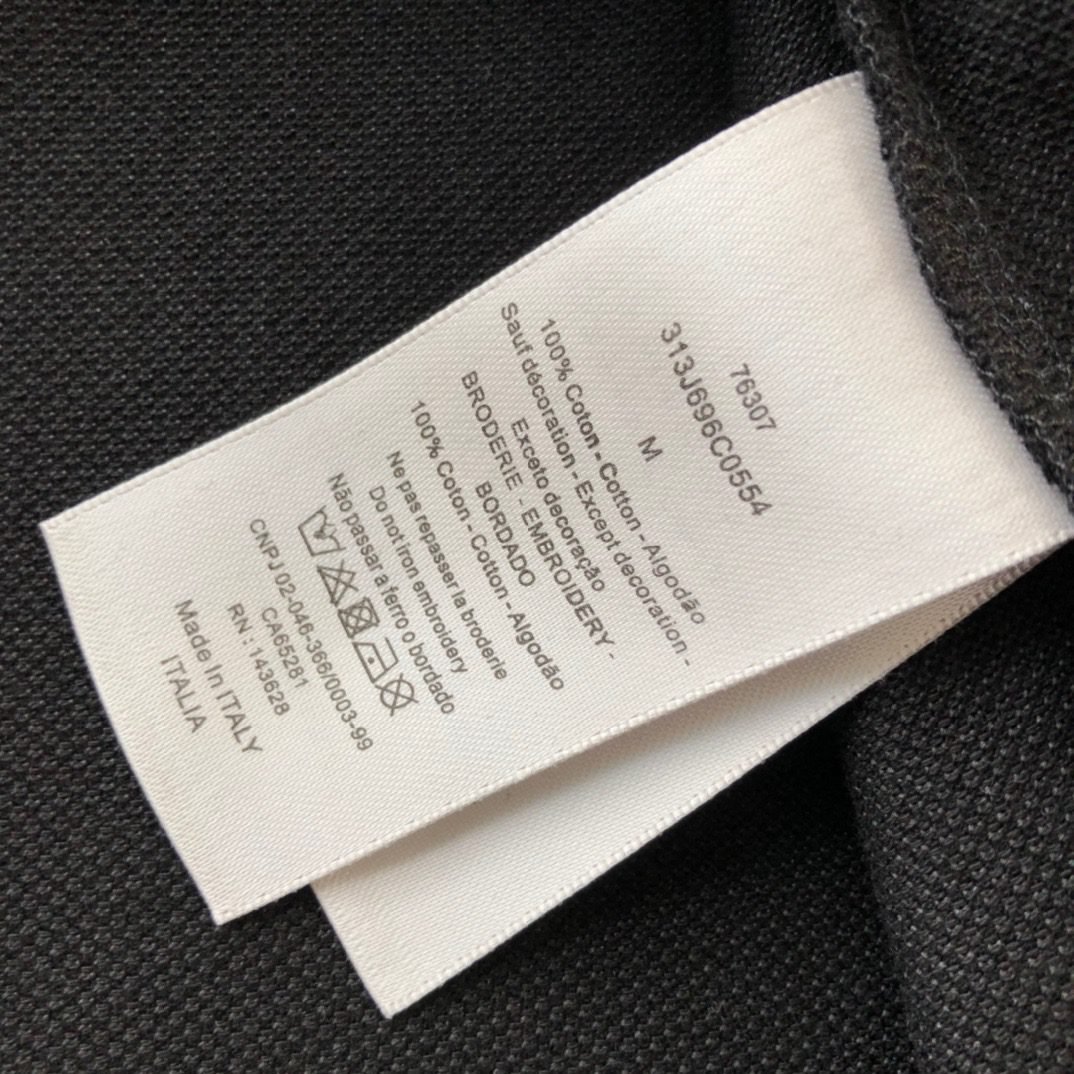 76307
313J696C0554
M
100% Coton - Cotton - Algodão
Sauf décoration - Except decoration -
Exceto decoração
BRODERIE - EMBROIDERY -
BORDADO
100% Coton - Cotton - Algodão
Ne pas repasser la broderie
Do not iron embroidery
Não passar a ferro o bordado
CNPJ 02-046-366/0003-99
CA65281
RN : 143628
Made In ITALY
ITALIA